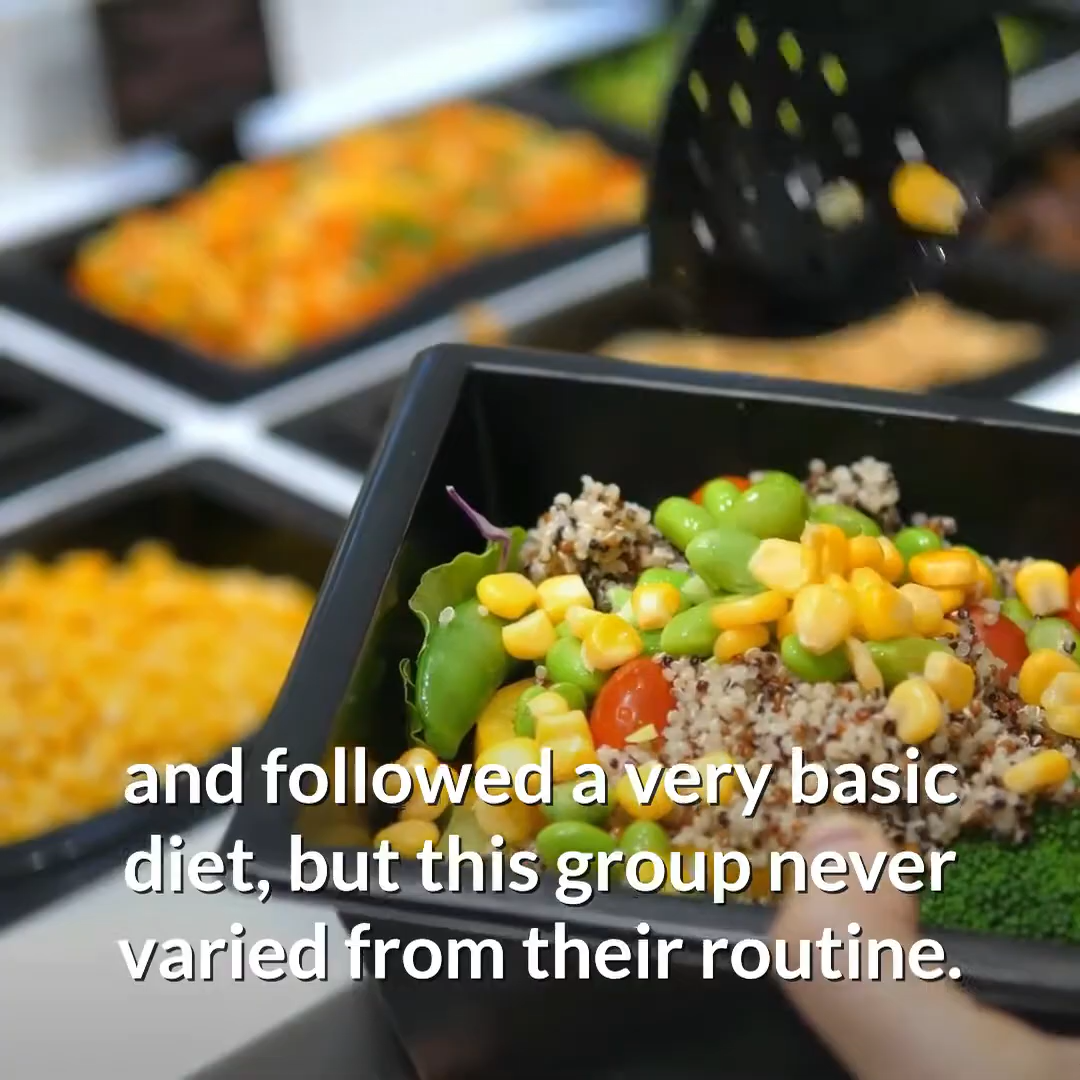 and followed a very basic
diet, but this group never
varied from their routine.